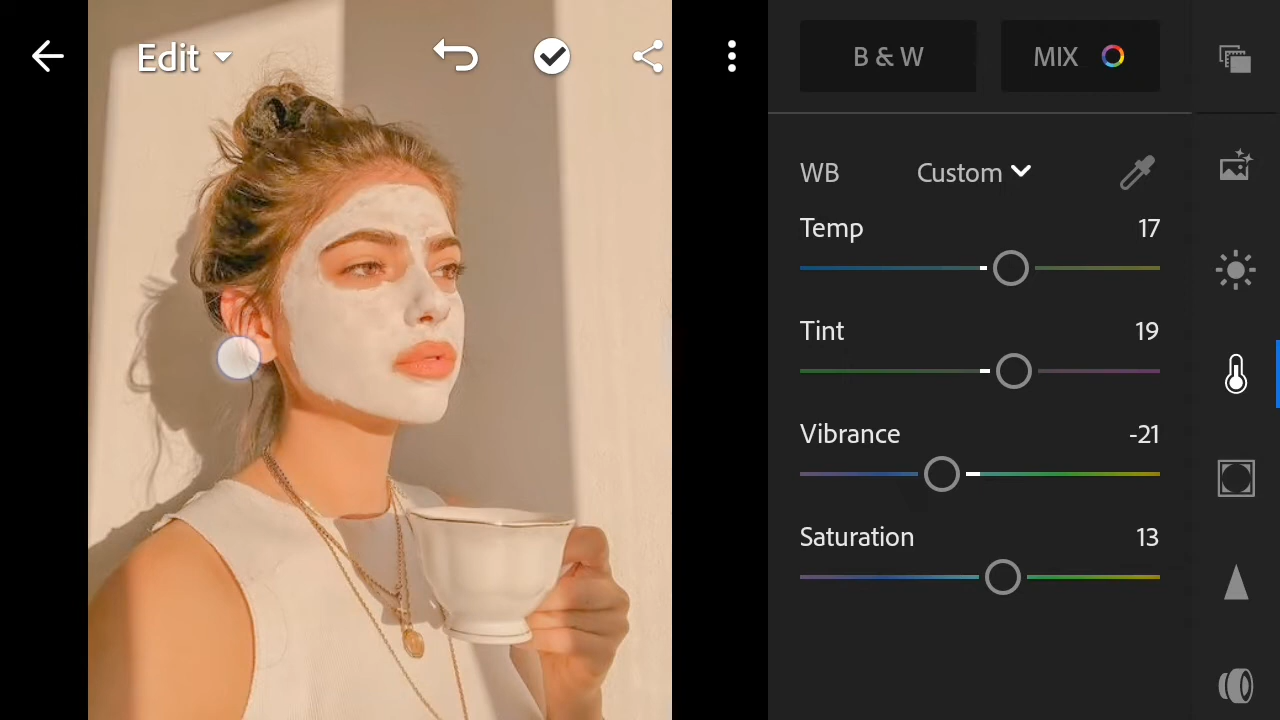 Edit
B & W
MIX
WB
Custom
Temp
17
Tint
19
Vibrance
-21
Saturation
13